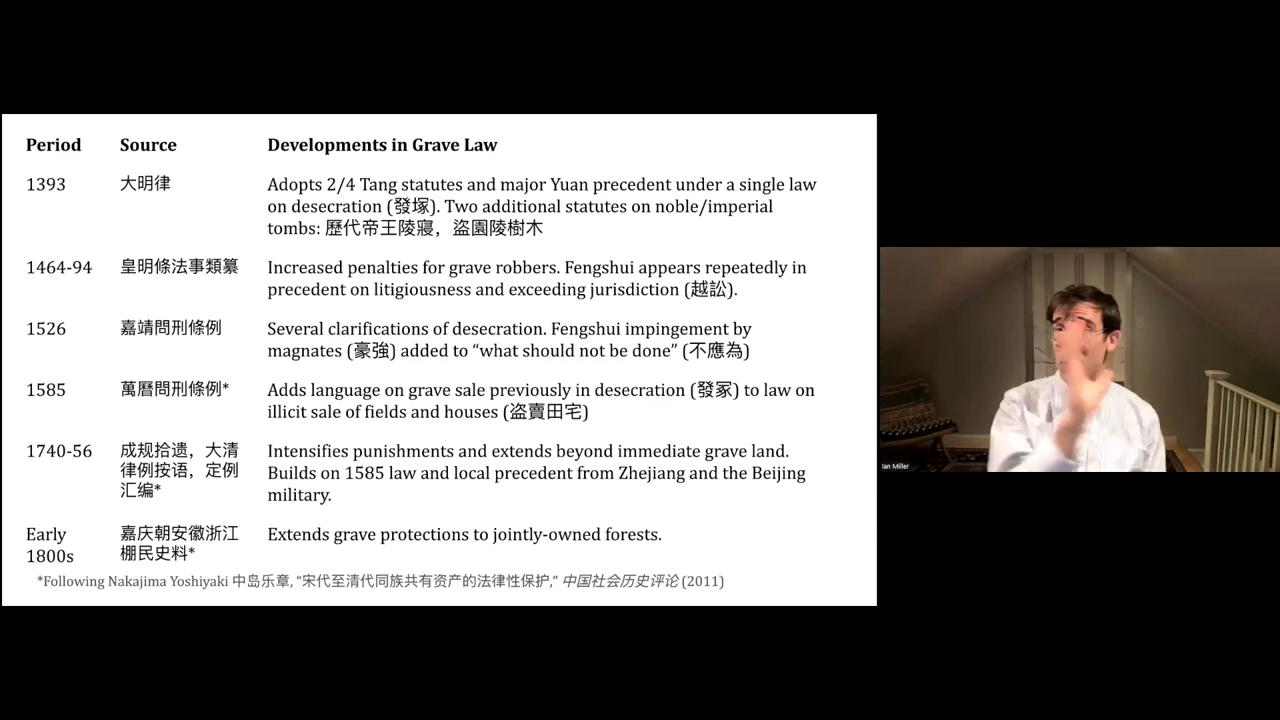 Period Source Developments in Grave Law
1393 大明律 Adopts 2/4 Tang statutes and major Yuan precedent under a single law
on desecration (發塚). Two additional statutes on noble/imperial
tombs: 歷代帝王陵寢，盜園陵樹木
1464-94 皇明條法事類纂 Increased penalties for grave robbers. Fengshui appears repeatedly in
precedent on litigiousness and exceeding jurisdiction (越訟).
1526 嘉靖問刑條例 Several clarifications of desecration. Fengshui impingement by
magnates (豪強) added to “what should not be done” (不應為)
1585 萬曆問刑條例* Adds language on grave sale previously in desecration (發冢) to law on
illicit sale of fields and houses (盜賣田宅)
1740-56 成规拾遗，大清 Intensifies punishments and extends beyond immediate grave land.
律例按语，定例 Builds on 1585 law and local precedent from Zhejiang and the Beijing
汇编* military.
Early 嘉庆朝安徽浙江 Extends grave protections to jointly-owned forests.
1800s 棚民史料*
*Following Nakajima Yoshiyaki 中岛乐章, “宋代至清代同族共有资产的法律性保护,” 中国社会历史评论 (2011)
Ian Miller